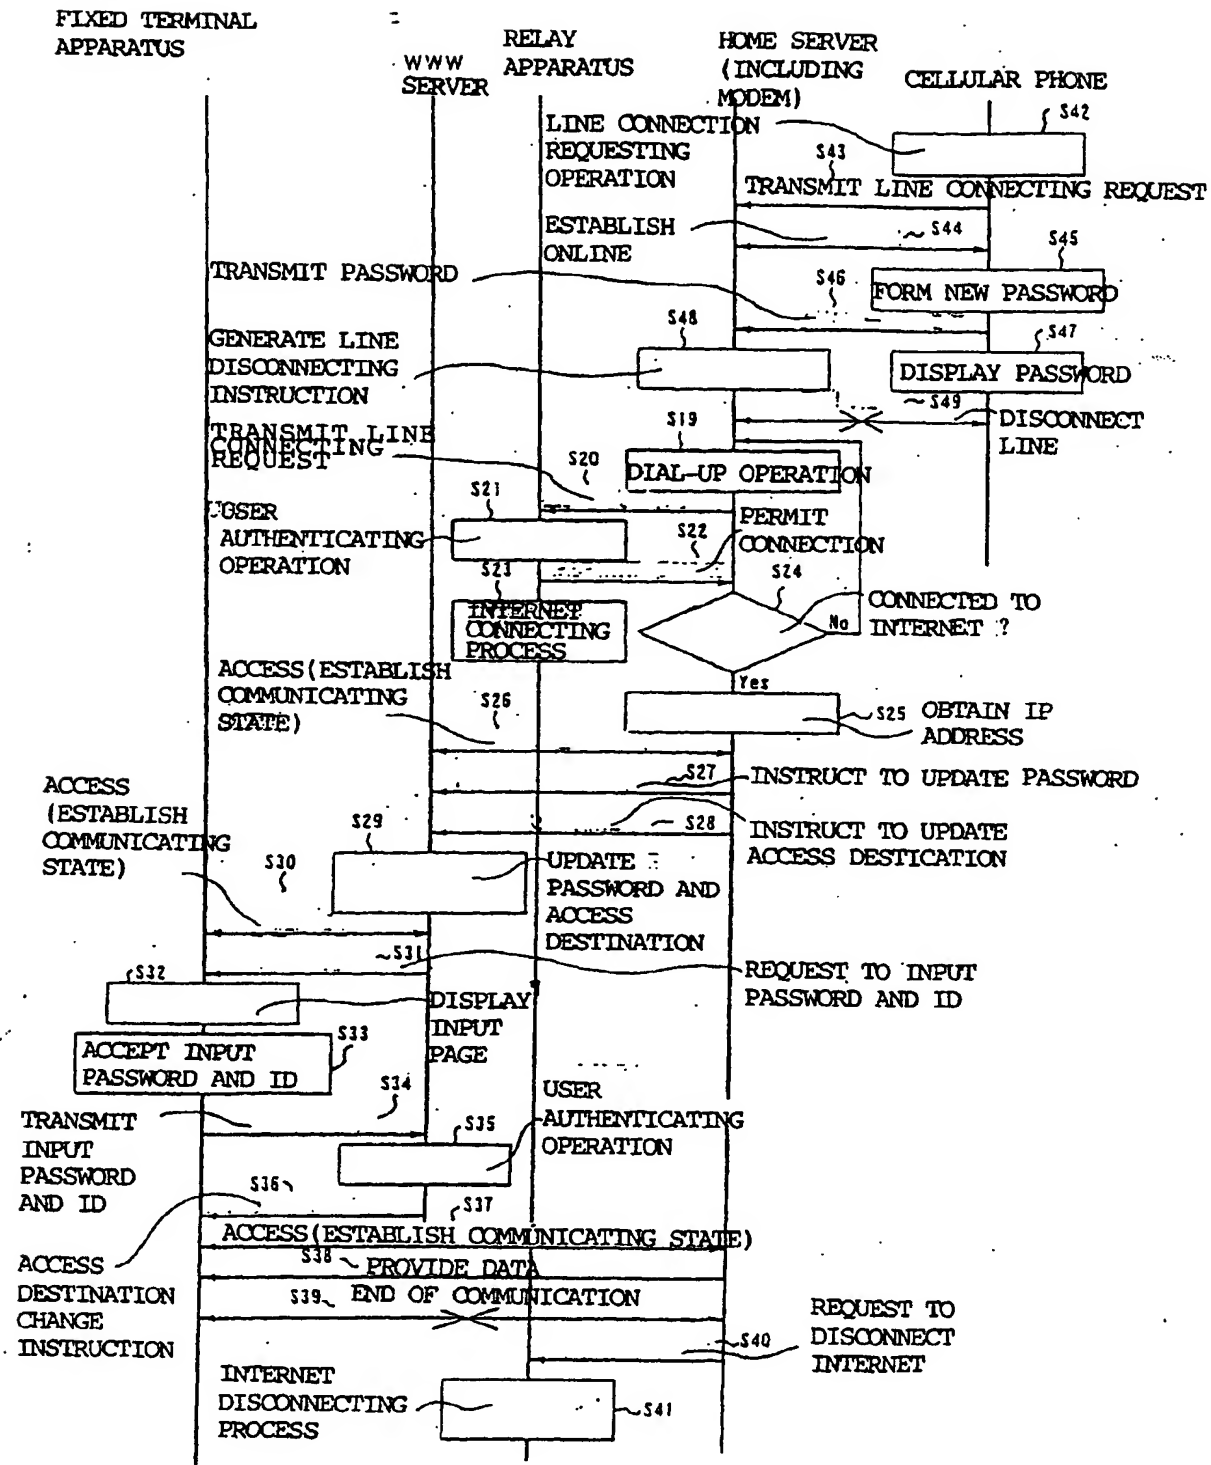 FIXED TERMINAL
APPARATUS
WWW
SERVER
RELAY
APPARATUS
HOME SERVER
(INCLUDING
MODEM)
CELLULAR PHONE
LINE CONNECTION
REQUESTING
OPERATION
S42
S43
TRANSMIT LINE CONNECTING REQUEST
ESTABLISH
ONLINE
S44
S45
TRANSMIT PASSWORD
S46
FORM NEW PASSWORD
S48
S47
GENERATE LINE
DISCONNECTING
INSTRUCTION
DISPLAY PASSWORD
S49
DISCONNECT
LINE
TRANSMIT LINE
CONNECTING
REQUEST
S19
S20
DIAL-UP OPERATION
S21
USER
AUTHENTICATING
OPERATION
S22
PERMIT
CONNECTION
S23
S24
INTERNET
CONNECTING
PROCESS
No
CONNECTED TO
INTERNET ?
ACCESS(ESTABLISH
COMMUNICATING
STATE)
Yes
S26
S25
OBTAIN IP
ADDRESS
S27
INSTRUCT TO UPDATE PASSWORD
ACCESS
(ESTABLISH
COMMUNICATING
STATE)
S28
INSTRUCT TO UPDATE
ACCESS DESTICATION
S29
S30
UPDATE
PASSWORD AND
ACCESS
DESTINATION
S31
REQUEST TO INPUT
PASSWORD AND ID
S32
DISPLAY
INPUT
PAGE
S33
ACCEPT INPUT
PASSWORD AND ID
S34
USER
AUTHENTICATING
OPERATION
TRANSMIT
INPUT
PASSWORD
AND ID
S35
S36
S37
ACCESS(ESTABLISH COMMUNICATING STATE)
ACCESS
DESTINATION
CHANGE
INSTRUCTION
S38
PROVIDE DATA
S39
END OF COMMUNICATION
REQUEST TO
DISCONNECT
INTERNET
S40
INTERNET
DISCONNECTING
PROCESS
S41